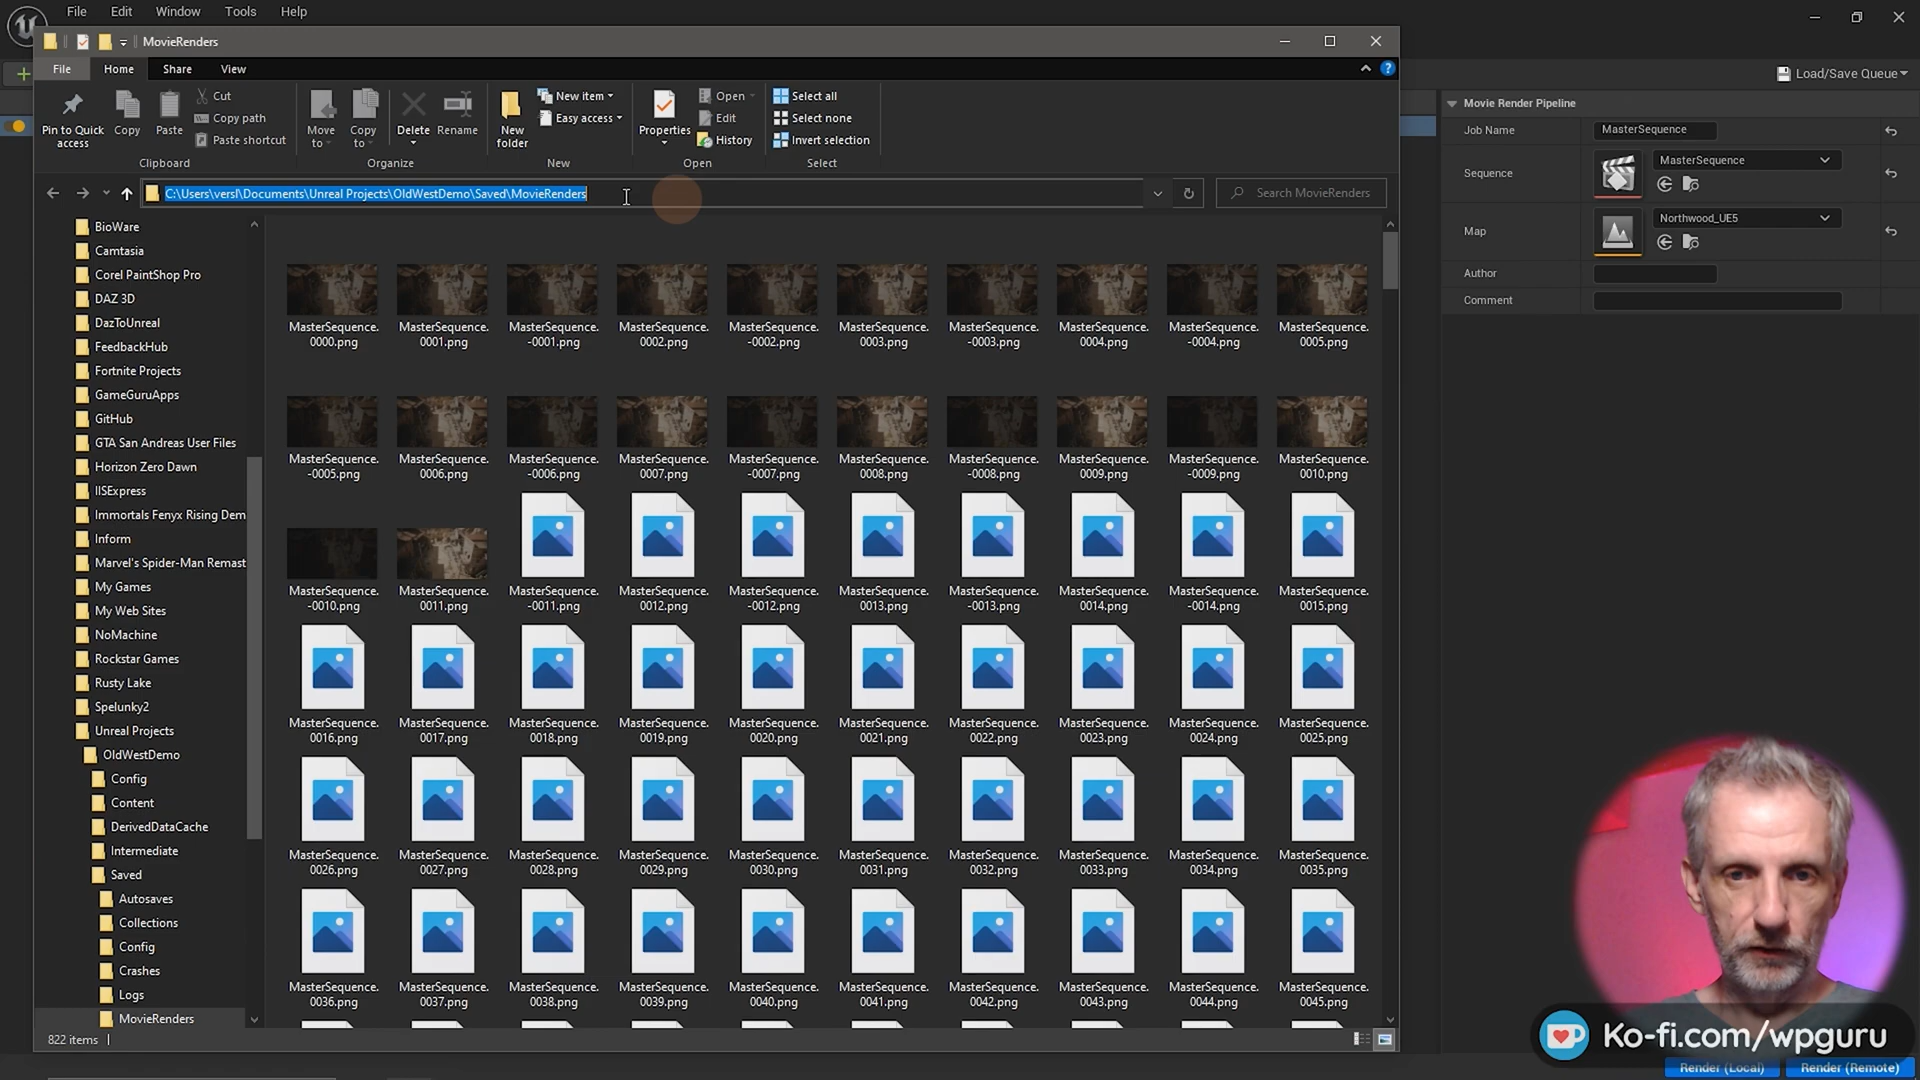 File Edit Window Tools Help
MovieRenders
File Home Share View
Load/Save Queue
Pin to Quick access
Copy
Paste
Cut
Copy path
Paste shortcut
Move to
Copy to
Delete
Rename
New folder
New item
Easy access
Properties
Open
Edit
History
Select all
Select none
Invert selection
Clipboard Organize New Open Select
C:\Users\versl\Documents\Unreal Projects\OldWestDemo\Saved\MovieRenders
Search MovieRenders
BioWare
Camtasia
Corel PaintShop Pro
DAZ 3D
DazToUnreal
FeedbackHub
Fortnite Projects
GameGuruApps
GitHub
GTA San Andreas User Files
Horizon Zero Dawn
IISExpress
Immortals Fenyx Rising Dem
Inform
Marvel's Spider-Man Remast
My Games
My Web Sites
NoMachine
Rockstar Games
Rusty Lake
Spelunky2
Unreal Projects
OldWestDemo
Config
Content
DerivedDataCache
Intermediate
Saved
Autosaves
Collections
Config
Crashes
Logs
MovieRenders
MasterSequence. MasterSequence. MasterSequence. MasterSequence. MasterSequence. MasterSequence. MasterSequence. MasterSequence. MasterSequence. MasterSequence.
0000.png 0001.png -0001.png 0002.png -0002.png 0003.png -0003.png 0004.png -0004.png 0005.png
MasterSequence. MasterSequence. MasterSequence. MasterSequence. MasterSequence. MasterSequence. MasterSequence. MasterSequence. MasterSequence. MasterSequence.
-0005.png 0006.png -0006.png 0007.png -0007.png 0008.png -0008.png 0009.png -0009.png 0010.png
MasterSequence. MasterSequence. MasterSequence. MasterSequence. MasterSequence. MasterSequence. MasterSequence. MasterSequence. MasterSequence. MasterSequence.
-0010.png 0011.png -0011.png 0012.png -0012.png 0013.png -0013.png 0014.png -0014.png 0015.png
MasterSequence. MasterSequence. MasterSequence. MasterSequence. MasterSequence. MasterSequence. MasterSequence. MasterSequence. MasterSequence. MasterSequence.
0016.png 0017.png 0018.png 0019.png 0020.png 0021.png 0022.png 0023.png 0024.png 0025.png
MasterSequence. MasterSequence. MasterSequence. MasterSequence. MasterSequence. MasterSequence. MasterSequence. MasterSequence. MasterSequence. MasterSequence.
0026.png 0027.png 0028.png 0029.png 0030.png 0031.png 0032.png 0033.png 0034.png 0035.png
MasterSequence. MasterSequence. MasterSequence. MasterSequence. MasterSequence. MasterSequence. MasterSequence. MasterSequence. MasterSequence. MasterSequence.
0036.png 0037.png 0038.png 0039.png 0040.png 0041.png 0042.png 0043.png 0044.png 0045.png
822 items
Movie Render Pipeline
Job Name MasterSequence
Sequence MasterSequence
Map Northwood_UE5
Author
Comment
Ko-fi.com/wpguru
Render (Local) Render (Remote)